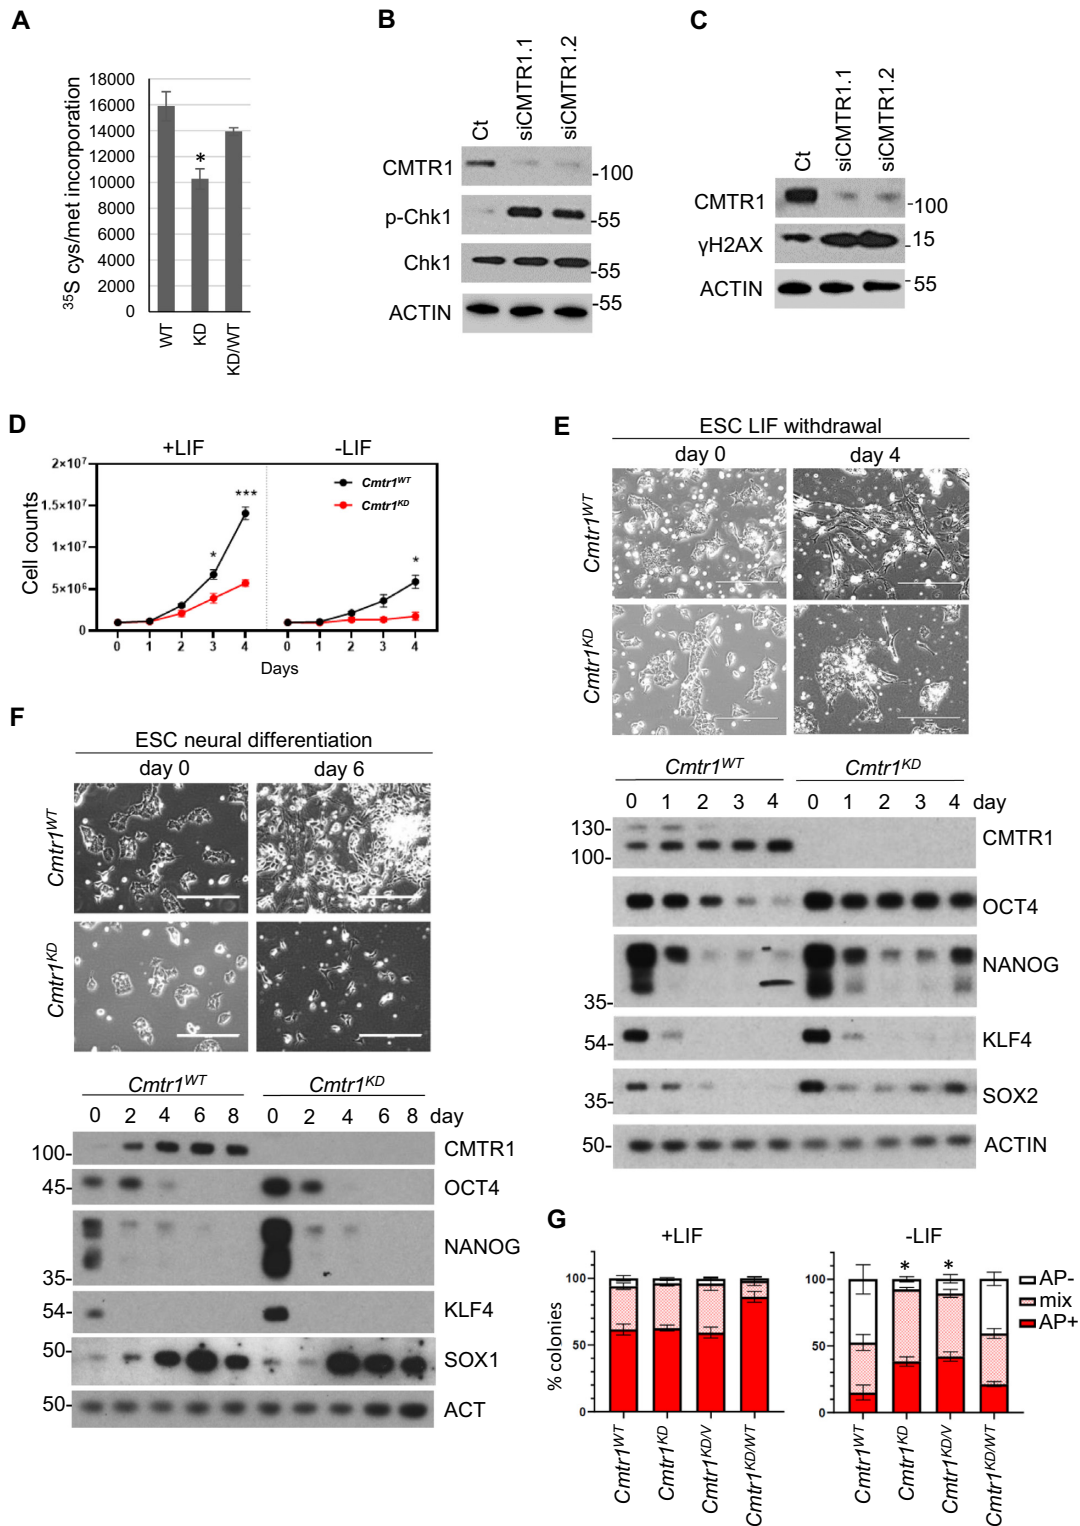 A
18000
16000
14000
12000
10000
8000
6000
4000
2000
0
35S cys/met incorporation
*
WT
KD
KD/WT
B
Ct
siCMTR1.1
siCMTR1.2
CMTR1
-100
p-Chk1
-55
Chk1
-55
-55
ACTIN
C
Ct
siCMTR1.1
siCMTR1.2
CMTR1
-100
γH2AX
-15
ACTIN
-55
D
+LIF
-LIF
2×10⁷
1.5×10⁷
1×10⁷
5×10⁶
0
Cell counts
Cmtr1WT
Cmtr1KD
*
***
*
0 1 2 3 4 0 1 2 3 4
Days
E
ESC LIF withdrawal
day 0 day 4
Cmtr1WT
Cmtr1KD
Cmtr1WT Cmtr1KD
0 1 2 3 4 0 1 2 3 4 day
130-
100-
CMTR1
OCT4
NANOG
35-
54-
KLF4
35-
SOX2
50-
ACTIN
F
ESC neural differentiation
day 0 day 6
Cmtr1WT
Cmtr1KD
Cmtr1WT Cmtr1KD
0 2 4 6 8 0 2 4 6 8 day
100-
CMTR1
45-
OCT4
NANOG
35-
54-
KLF4
50-
SOX1
50-
ACT
G
+LIF
-LIF
100
50
0
% colonies
Cmtr1WT
Cmtr1KD
Cmtr1KD/V
Cmtr1KD/WT
100
50
0
* *
AP-
mix
AP+
Cmtr1WT
Cmtr1KD
Cmtr1KD/V
Cmtr1KD/WT